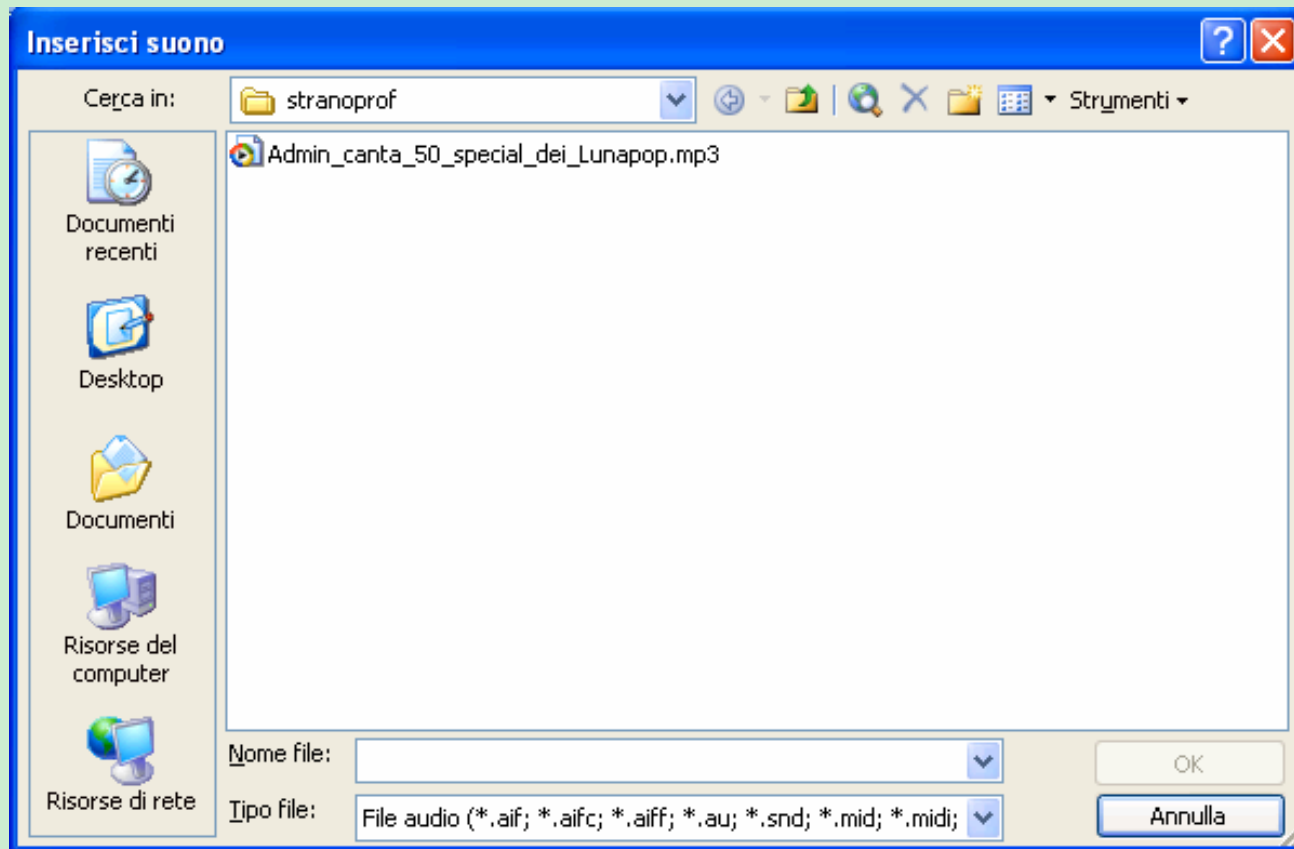 Inserisci suono
Cerca in:
stranoprof
Strumenti
Admin_canta_50_special_dei_Lunapop.mp3
Documenti
recenti
Desktop
Documenti
Risorse del
computer
Risorse di rete
Nome file:
OK
Tipo file:
File audio (*.aif; *.aifc; *.aiff; *.au; *.snd; *.mid; *.midi;
Annulla